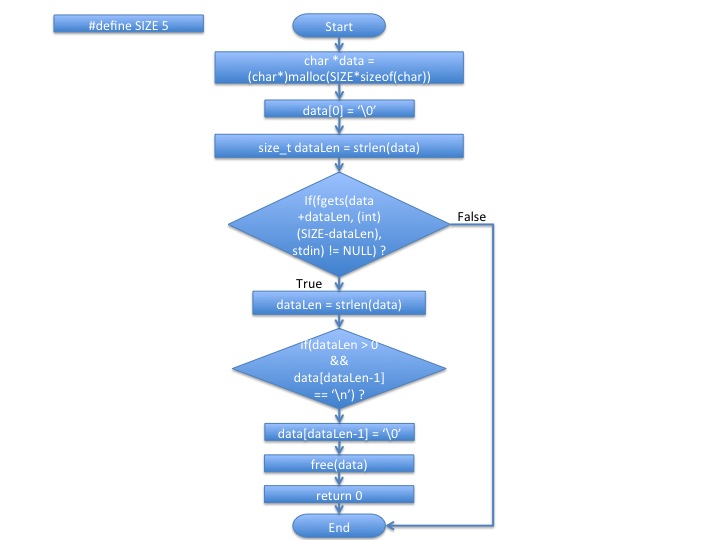 #define SIZE 5
Start
char *data =
(char*)malloc(SIZE*sizeof(char))
data[0] = ‘\0’
size_t dataLen = strlen(data)
If(fgets(data
+dataLen, (int)
(SIZE-dataLen),
stdin) != NULL) ?
False
True
dataLen = strlen(data)
if(dataLen > 0
&&
data[dataLen-1]
== ‘\n’) ?
data[dataLen-1] = ‘\0’
free(data)
return 0
End